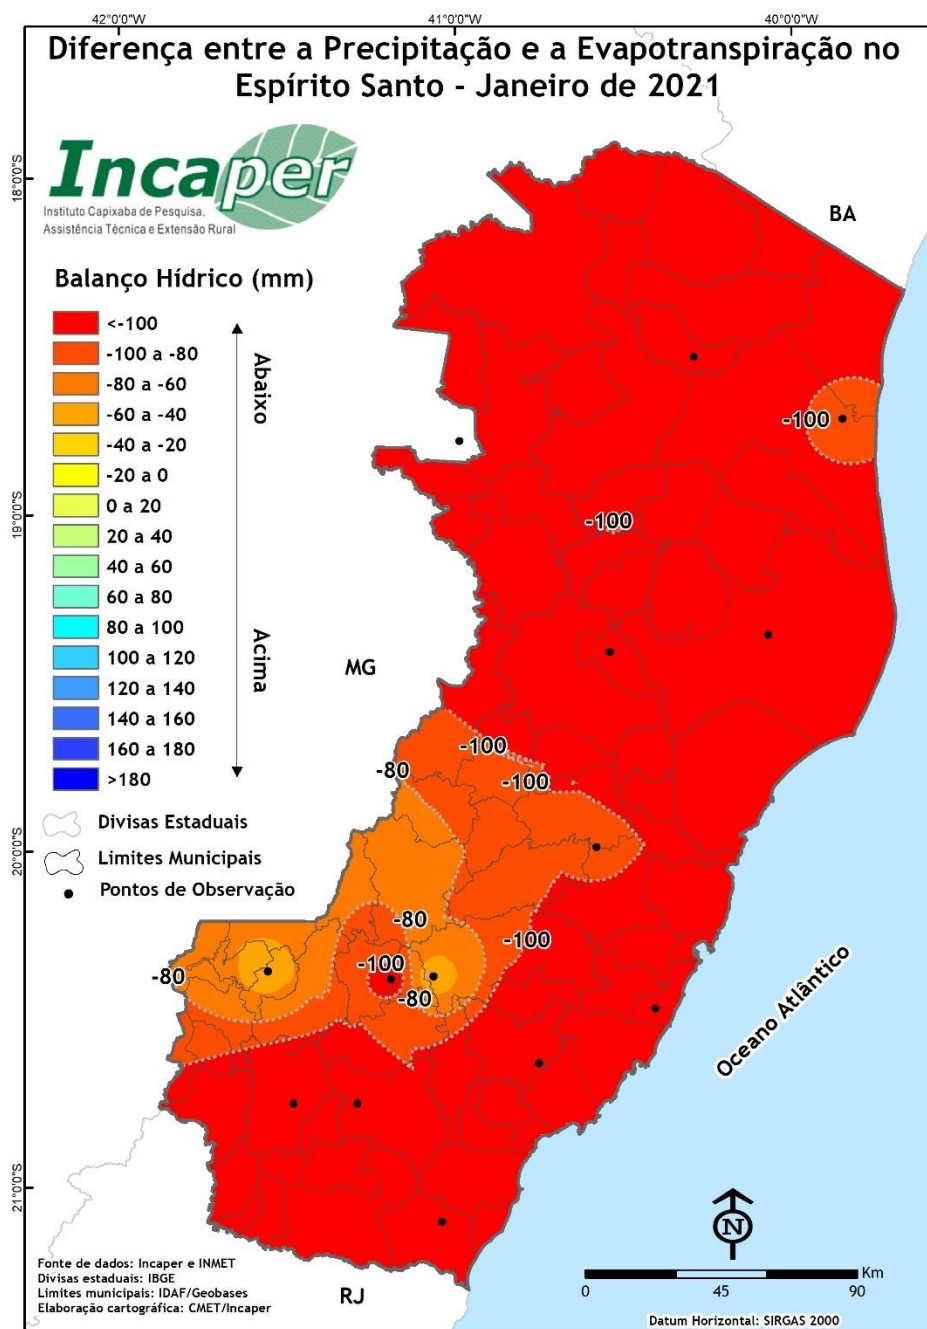 42°0'0"W
41°0'0"W
40°0'0"W
Diferença entre a Precipitação e a Evapotranspiração no
Espírito Santo - Janeiro de 2021
Incaper
Instituto Capixaba de Pesquisa,
Assistência Técnica e Extensão Rural
18°0'0"S
BA
Balanço Hídrico (mm)
<-100
-100 a -80
-80 a -60
-60 a -40
-40 a -20
-20 a 0
0 a 20
20 a 40
40 a 60
60 a 80
80 a 100
100 a 120
120 a 140
140 a 160
160 a 180
>180
Abaixo
Acima
-100
-100
19°0'0"S
MG
-100
-80
-100
Divisas Estaduais
Limites Municipais
Pontos de Observação
20°0'0"S
-80
-100
-100
-80
-80
Oceano Atlântico
21°0'0"S
N
Fonte de dados: Incaper e INMET
Divisas estaduais: IBGE
Limites municipais: IDAF/Geobases
Elaboração cartográfica: CMET/Incaper
RJ
Km
0
45
90
Datum Horizontal: SIRGAS 2000